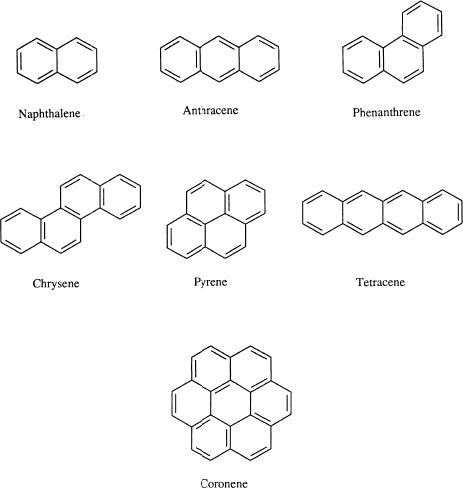 Naphthalene
Anthracene
Phenanthrene
Chrysene
Pyrene
Tetracene
Coronene